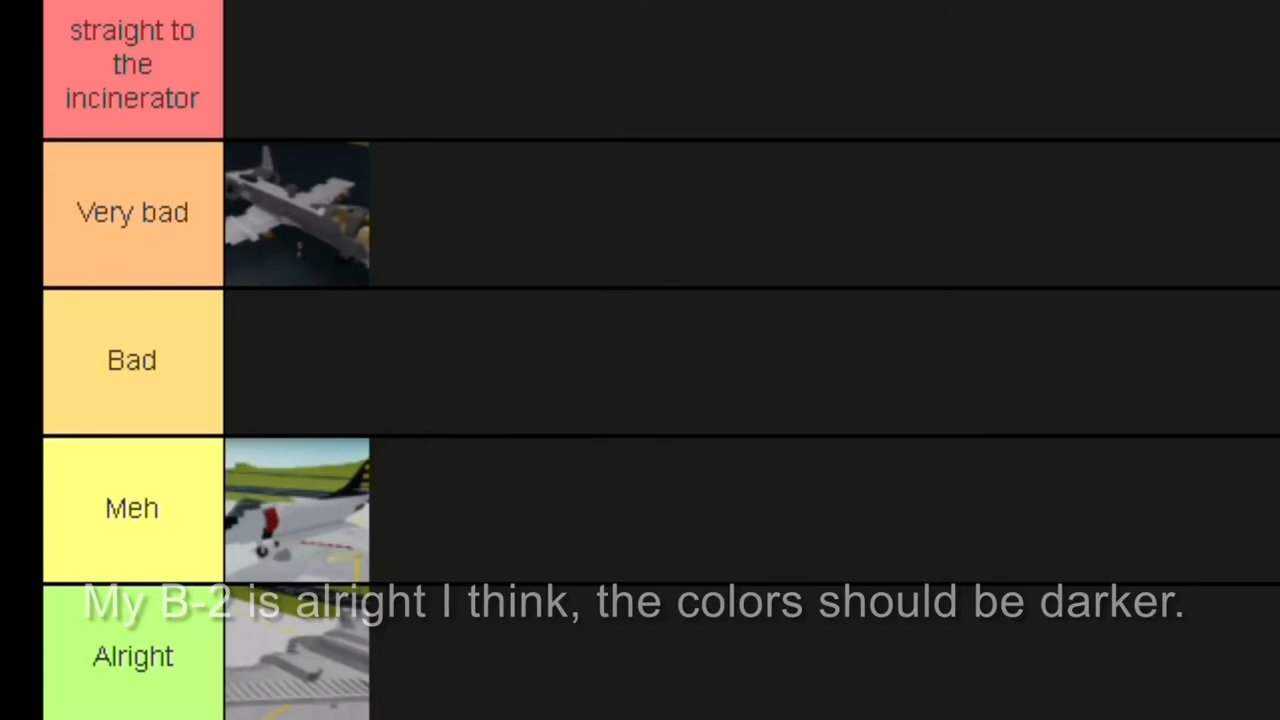 straight to
the
incinerator
Very bad
Bad
Meh
My B-2 is alright I think, the colors should be darker.
Alright